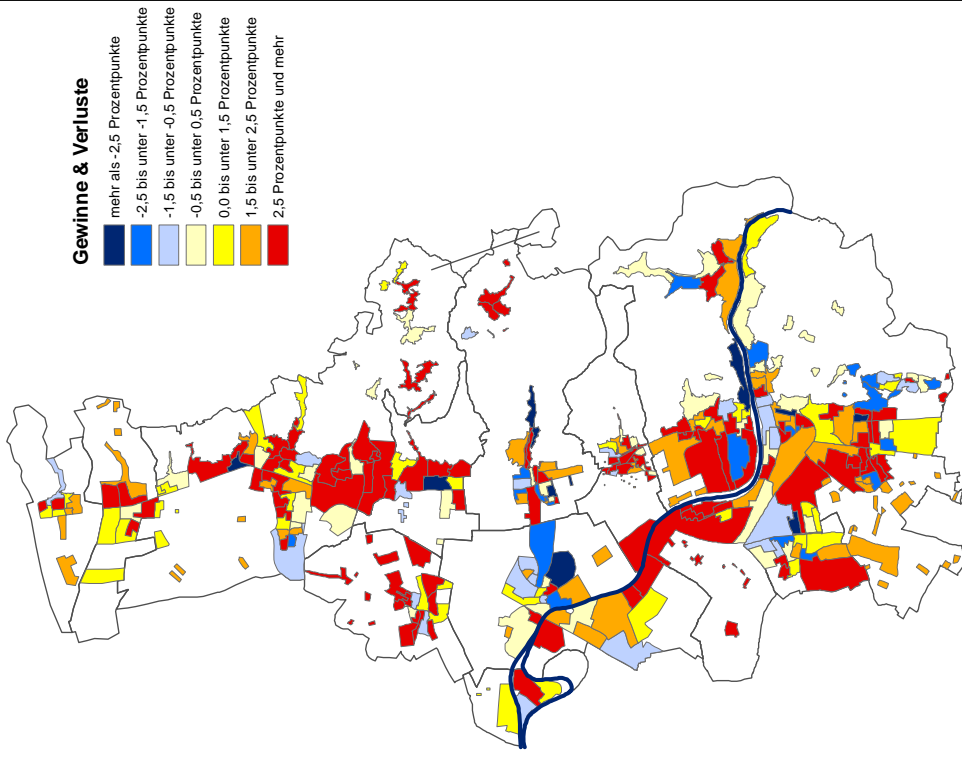 Gewinne & Verluste
mehr als -2,5 Prozentpunkte
-2,5 bis unter -1,5 Prozentpunkte
-1,5 bis unter -0,5 Prozentpunkte
-0,5 bis unter 0,5 Prozentpunkte
0,0 bis unter 1,5 Prozentpunkte
1,5 bis unter 2,5 Prozentpunkte
2,5 Prozentpunkte und mehr